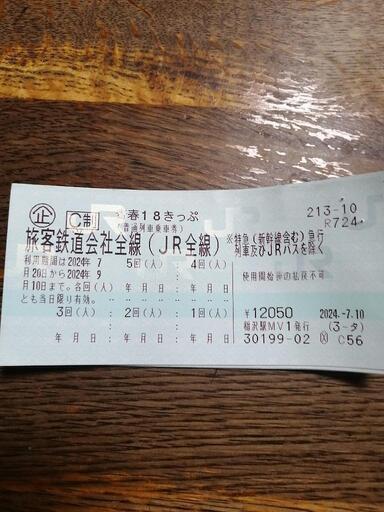 企 C制 春18きっぷ 213-10
(普通列車乗車券) R724
旅客鉄道会社全線(JR全線) ※特急(新幹線含む)急行
列車及びJRバスを除く
利用期間は2024年 7 5回(人) 4回(人)
月20日から2024年 9 使用開始後の払戻不可
月10日まで。各回(人) 年 月 日 年 月 日
とも当日限り有効。
3回(人) 2回(人) 1回(人) ¥12050 2024.-7.10
稲沢駅MV1発行 (3-タ)
年 月 日 年 月 日 年 月 日 30199-02 C56